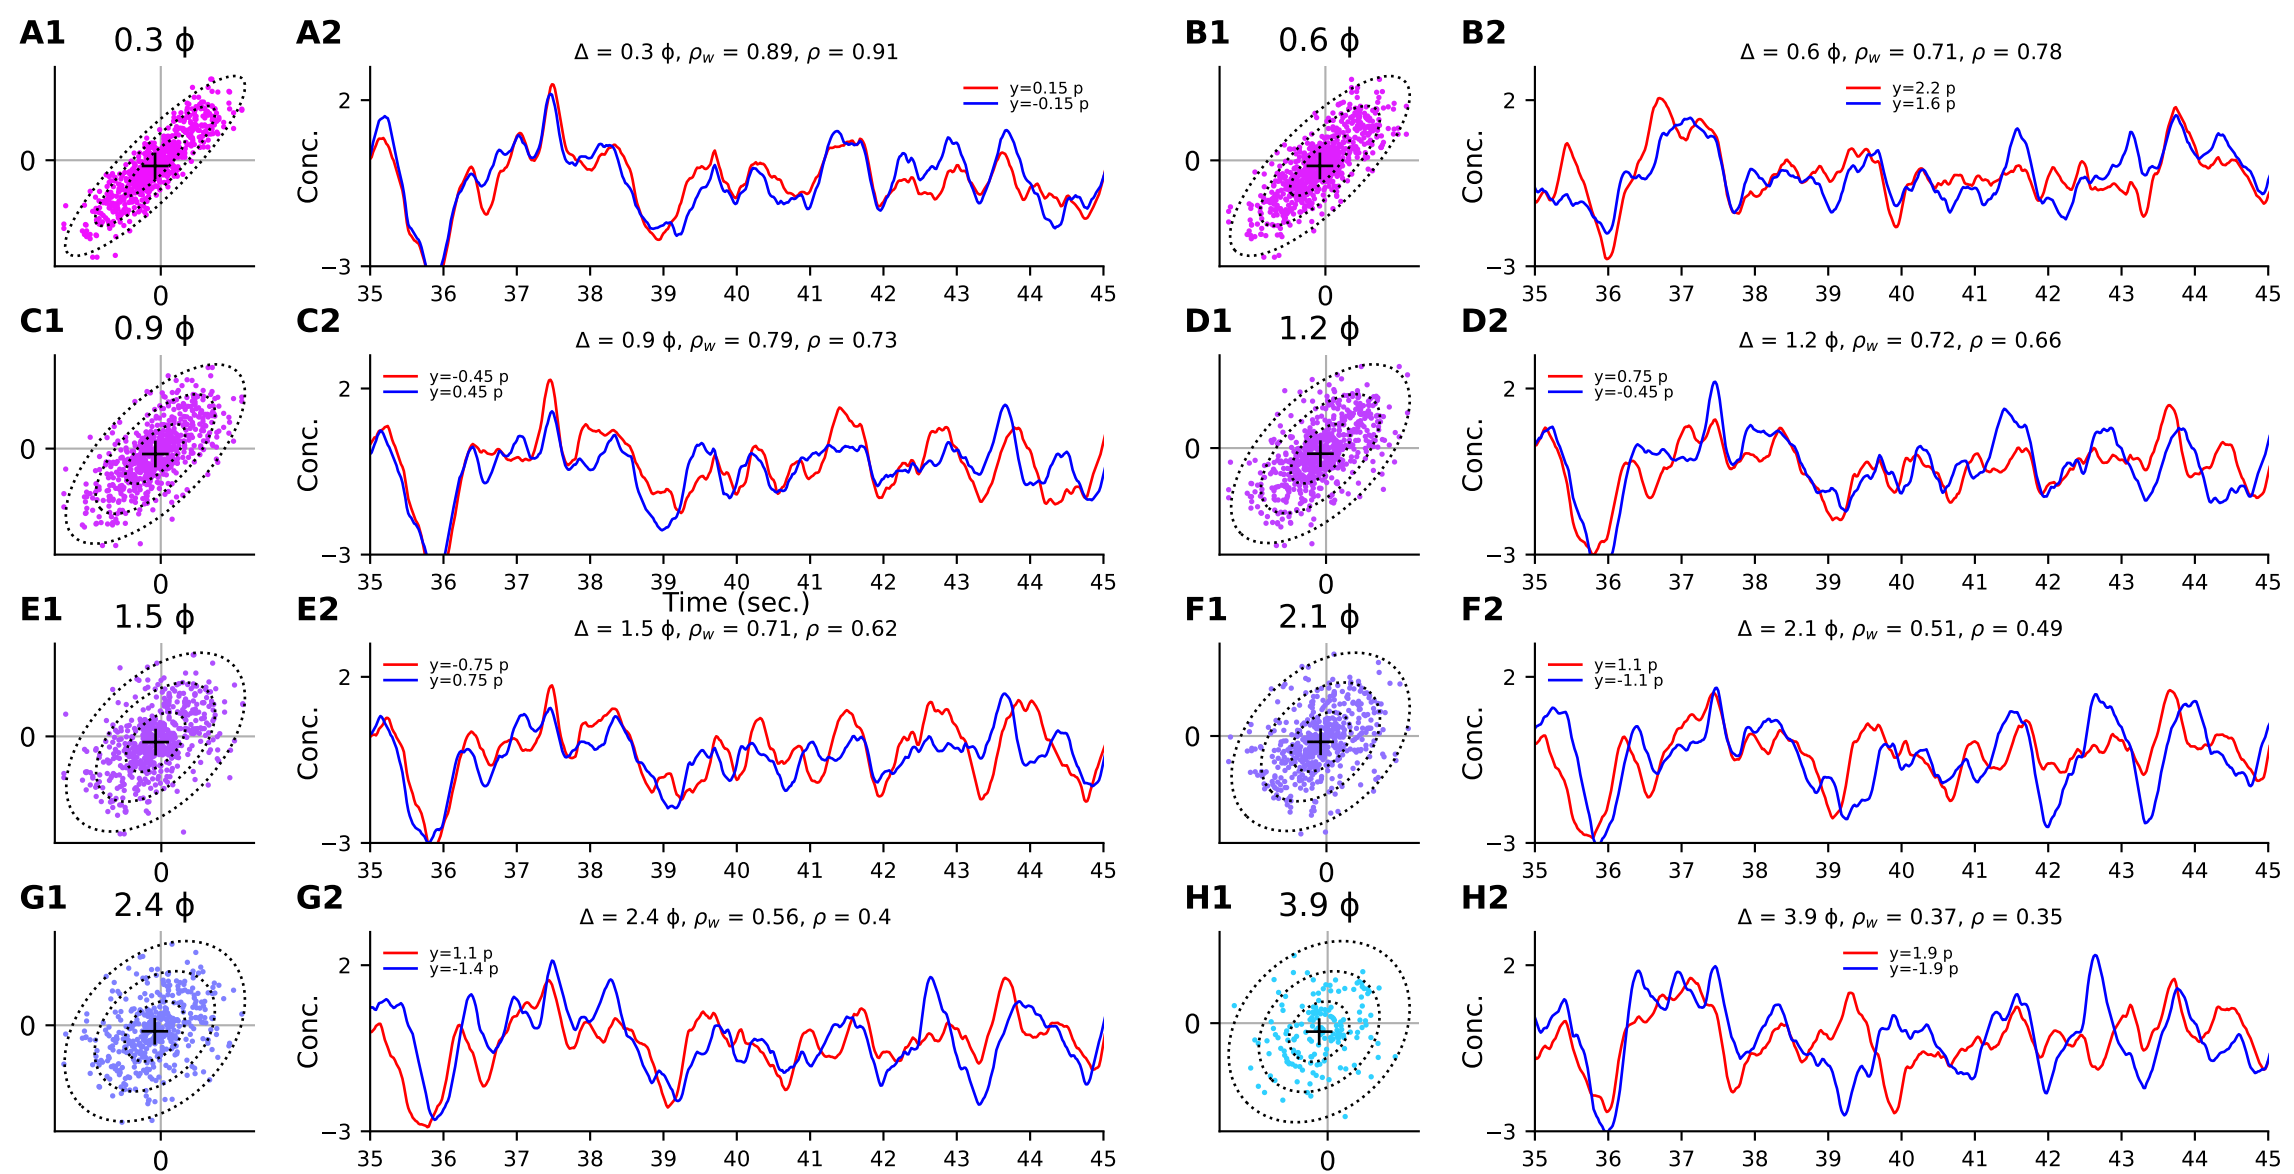 A1
0.3 ϕ
0
0
A2
Δ = 0.3 ϕ, ρw = 0.89, ρ = 0.91
Conc.
2
−3
y=0.15 p
y=-0.15 p
35 36 37 38 39 40 41 42 43 44 45
B1
0.6 ϕ
0
0
B2
Δ = 0.6 ϕ, ρw = 0.71, ρ = 0.78
Conc.
2
−3
y=2.2 p
y=1.6 p
35 36 37 38 39 40 41 42 43 44 45
C1
0.9 ϕ
0
0
C2
Δ = 0.9 ϕ, ρw = 0.79, ρ = 0.73
Conc.
2
−3
y=-0.45 p
y=0.45 p
35 36 37 38 39 40 41 42 43 44 45
Time (sec.)
D1
1.2 ϕ
0
0
D2
Δ = 1.2 ϕ, ρw = 0.72, ρ = 0.66
Conc.
2
−3
y=0.75 p
y=-0.45 p
35 36 37 38 39 40 41 42 43 44 45
E1
1.5 ϕ
0
0
E2
Δ = 1.5 ϕ, ρw = 0.71, ρ = 0.62
Conc.
2
−3
y=-0.75 p
y=0.75 p
35 36 37 38 39 40 41 42 43 44 45
F1
2.1 ϕ
0
0
F2
Δ = 2.1 ϕ, ρw = 0.51, ρ = 0.49
Conc.
2
−3
y=1.1 p
y=-1.1 p
35 36 37 38 39 40 41 42 43 44 45
G1
2.4 ϕ
0
0
G2
Δ = 2.4 ϕ, ρw = 0.56, ρ = 0.4
Conc.
2
−3
y=1.1 p
y=-1.4 p
35 36 37 38 39 40 41 42 43 44 45
H1
3.9 ϕ
0
0
H2
Δ = 3.9 ϕ, ρw = 0.37, ρ = 0.35
Conc.
2
−3
y=1.9 p
y=-1.9 p
35 36 37 38 39 40 41 42 43 44 45